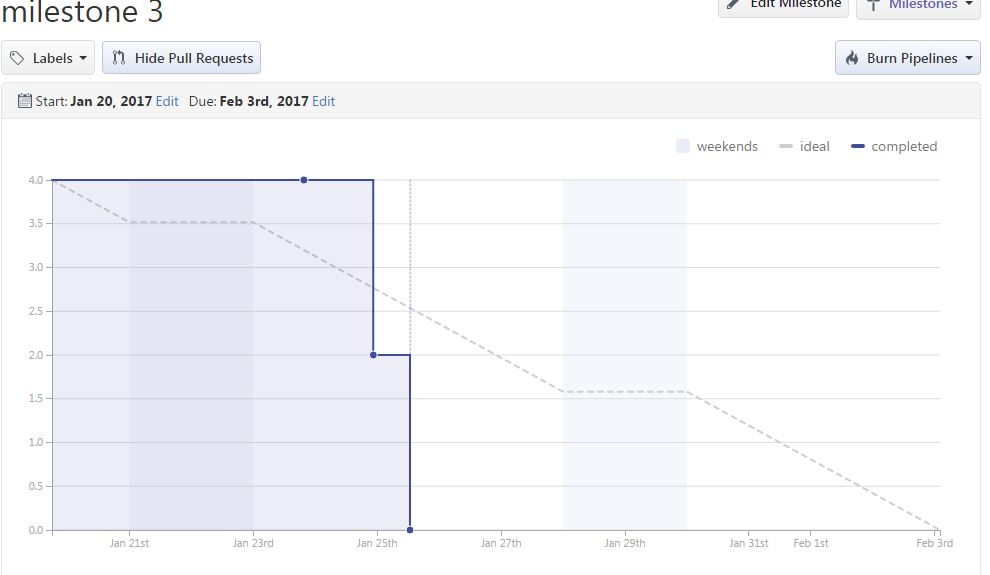 milestone 3
Edit Milestone
Milestones
Labels
Hide Pull Requests
Burn Pipelines
Start: Jan 20, 2017 Edit Due: Feb 3rd, 2017 Edit
weekends ideal completed
4.0
3.5
3.0
2.5
2.0
1.5
1.0
0.5
0.0
Jan 21st Jan 23rd Jan 25th Jan 27th Jan 29th Jan 31st Feb 1st Feb 3rd